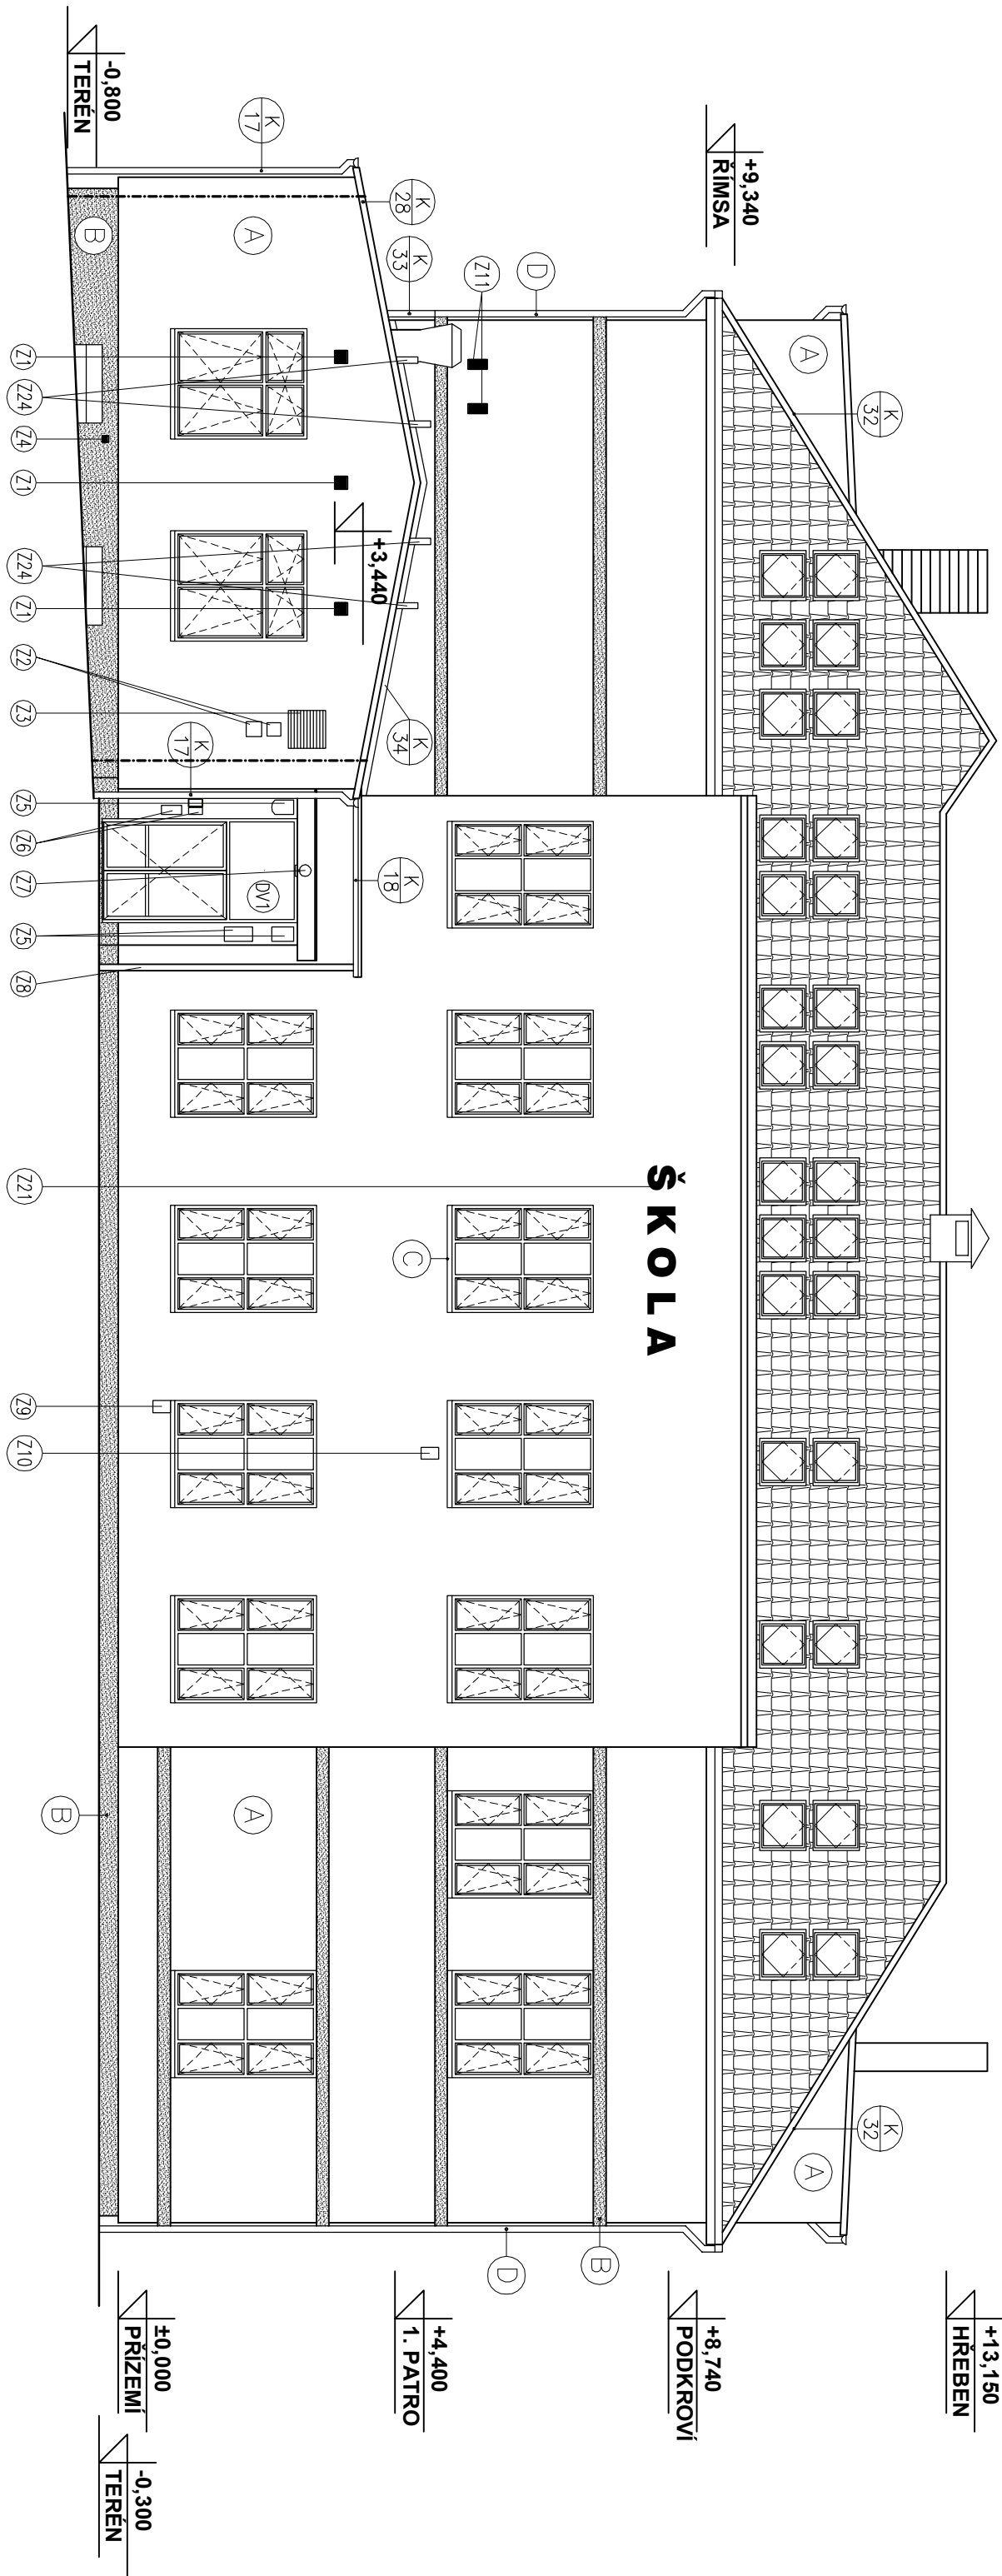 +13,150
HŘEBEN
K
32
K
32
A
A
+9,340
ŘÍMSA
+8,740
PODKROVÍ
ŠKOLA
B
D
Z11
D
K
33
K
28
K
34
K
18
C
+4,400
1. PATRO
+3,440
Z10
K
17
A
K
17
DV1
A
±0,000
PŘÍZEMÍ
-0,300
TERÉN
-0,800
TERÉN
B
B
Z1
Z24
Z4
Z1
Z24
Z1
Z2
Z3
Z5
Z6
Z7
Z5
Z8
Z21
Z9